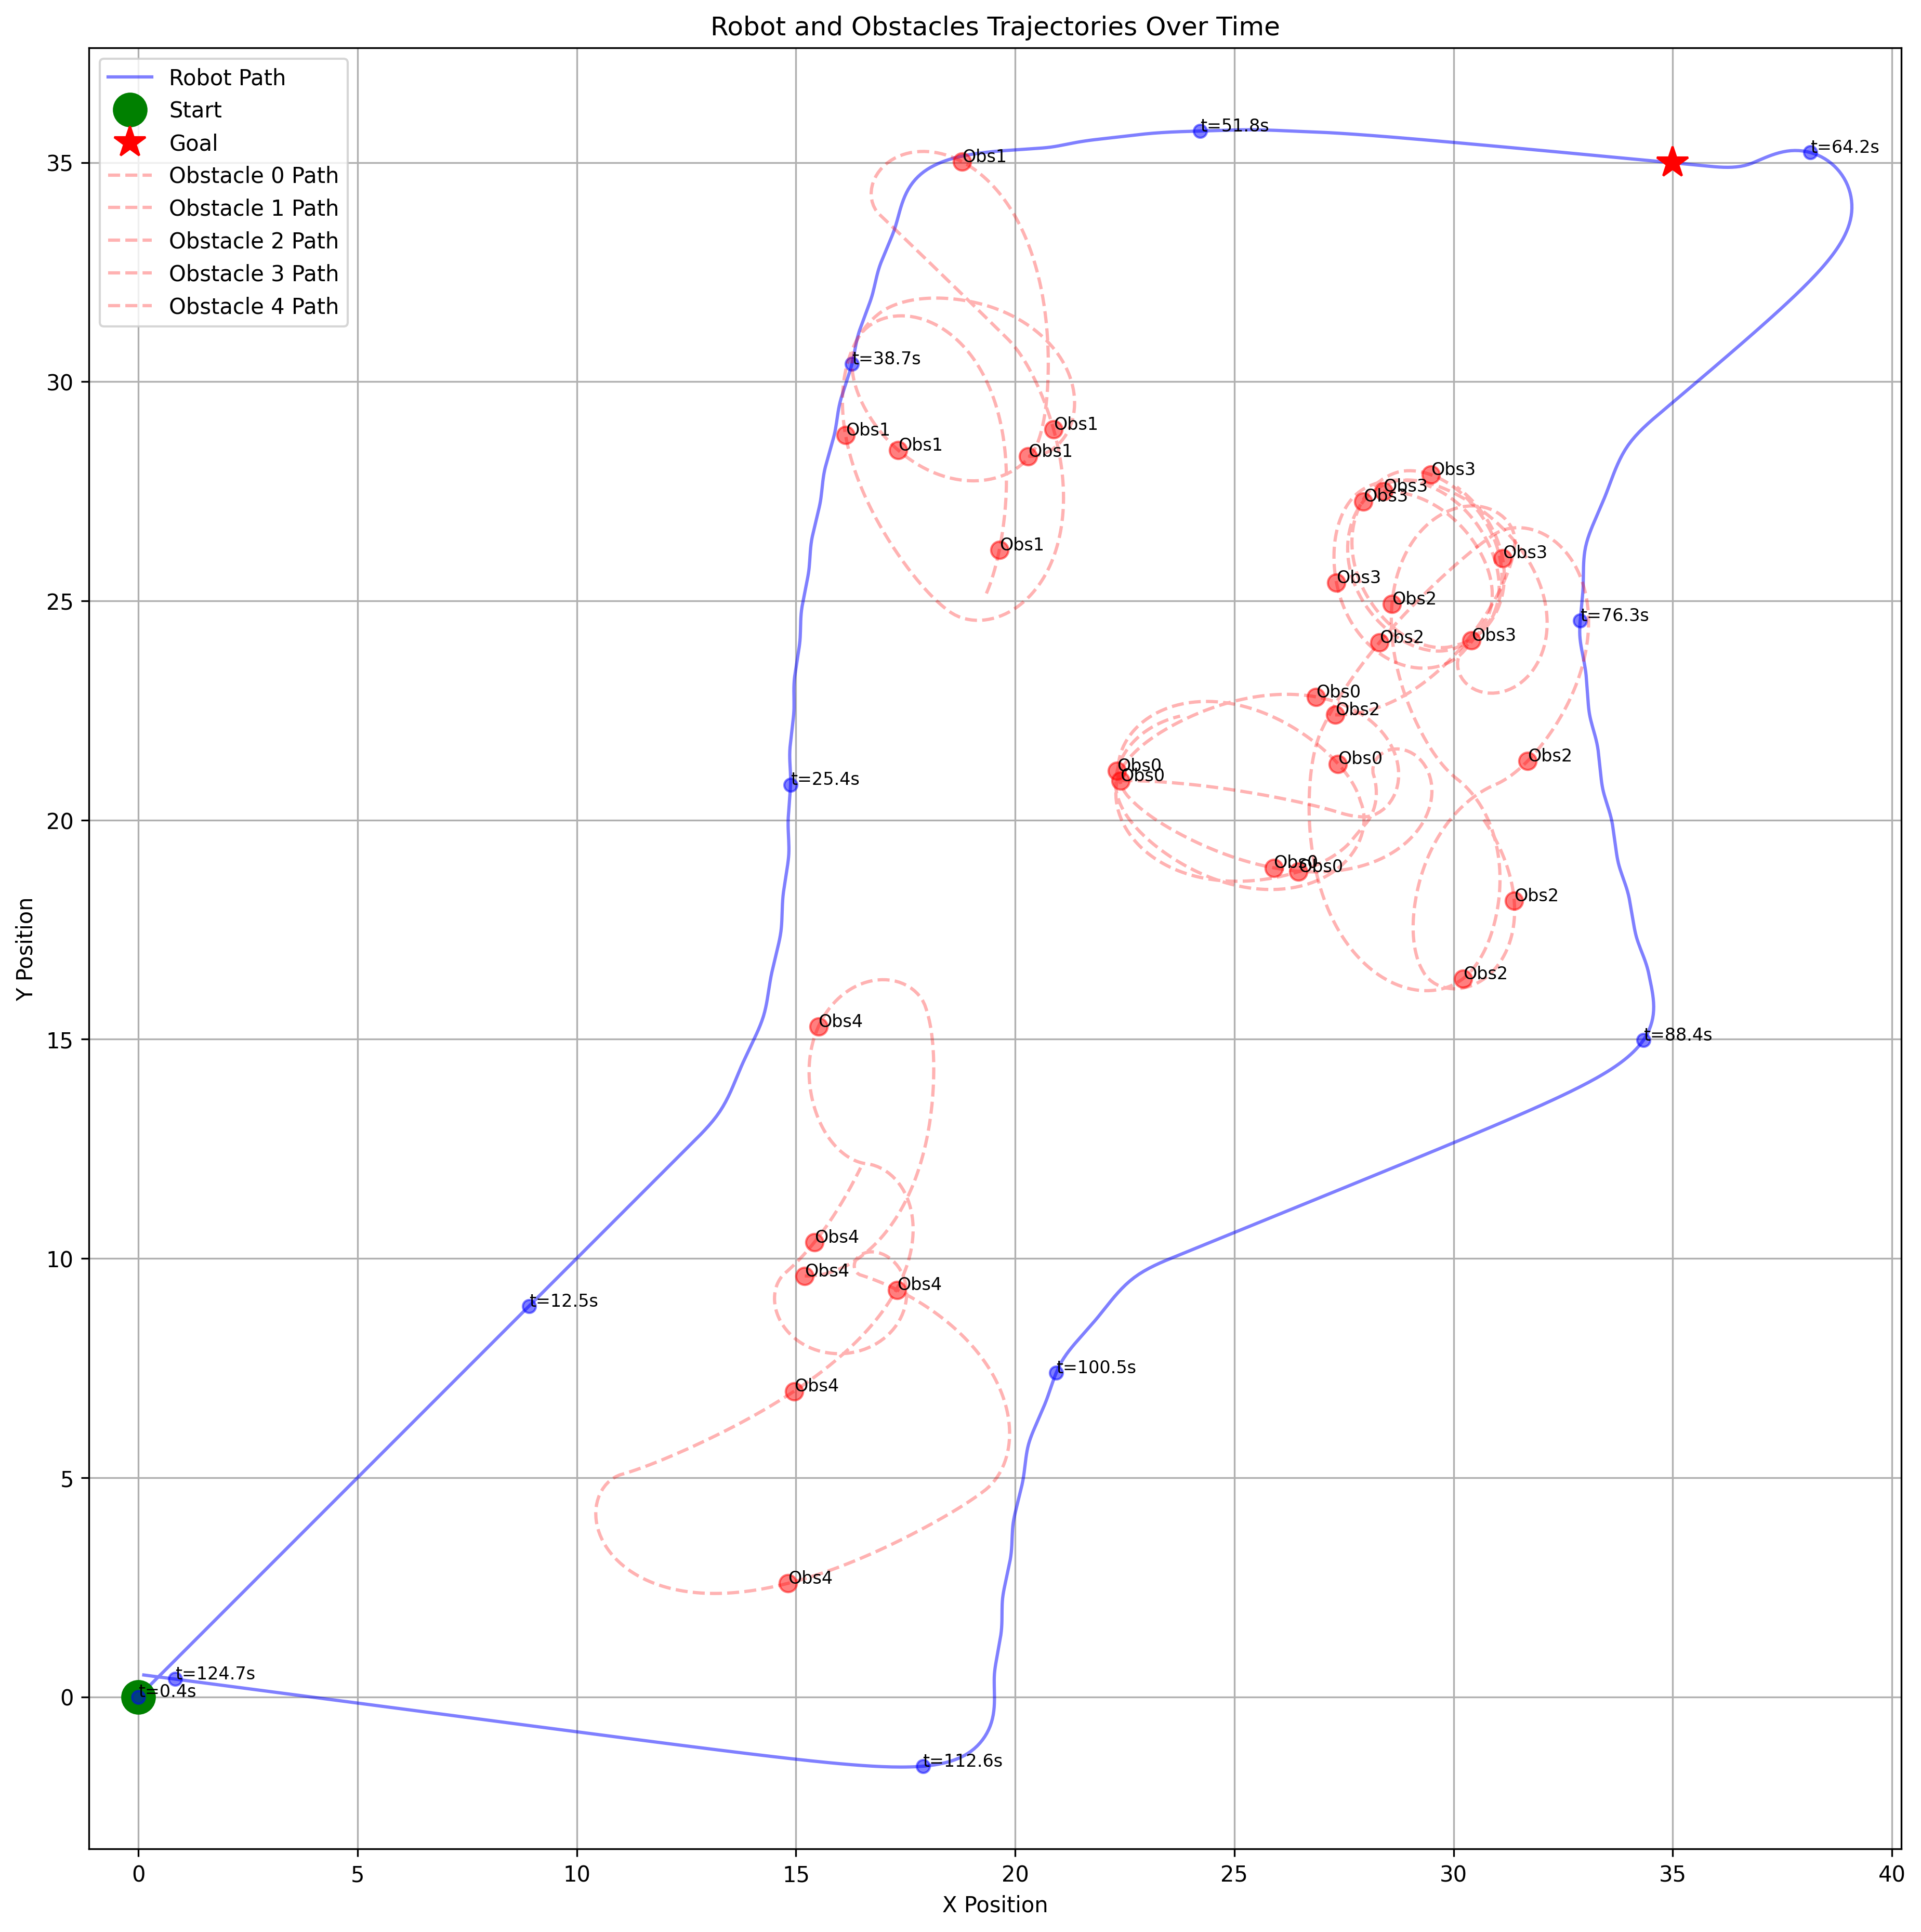 Robot and Obstacles Trajectories Over Time
Robot Path
Start
Goal
Obstacle 0 Path
Obstacle 1 Path
Obstacle 2 Path
Obstacle 3 Path
Obstacle 4 Path
t=51.8s
t=64.2s
Obs1
t=38.7s
Obs1
Obs1
Obs1
Obs1
Obs1
Obs3
Obs3
Obs3
Obs3
Obs3
Obs2
t=76.3s
Obs3
Obs2
Obs0
Obs2
Obs0
Obs0
Obs0
Obs2
t=25.4s
Obs0
Obs0
Obs2
Obs2
Obs4
t=88.4s
Obs4
Obs4
Obs4
t=12.5s
t=100.5s
Obs4
Obs4
t=124.7s
t=0.4s
t=112.6s
35
30
25
20
15
10
5
0
Y Position
0 5 10 15 20 25 30 35 40
X Position